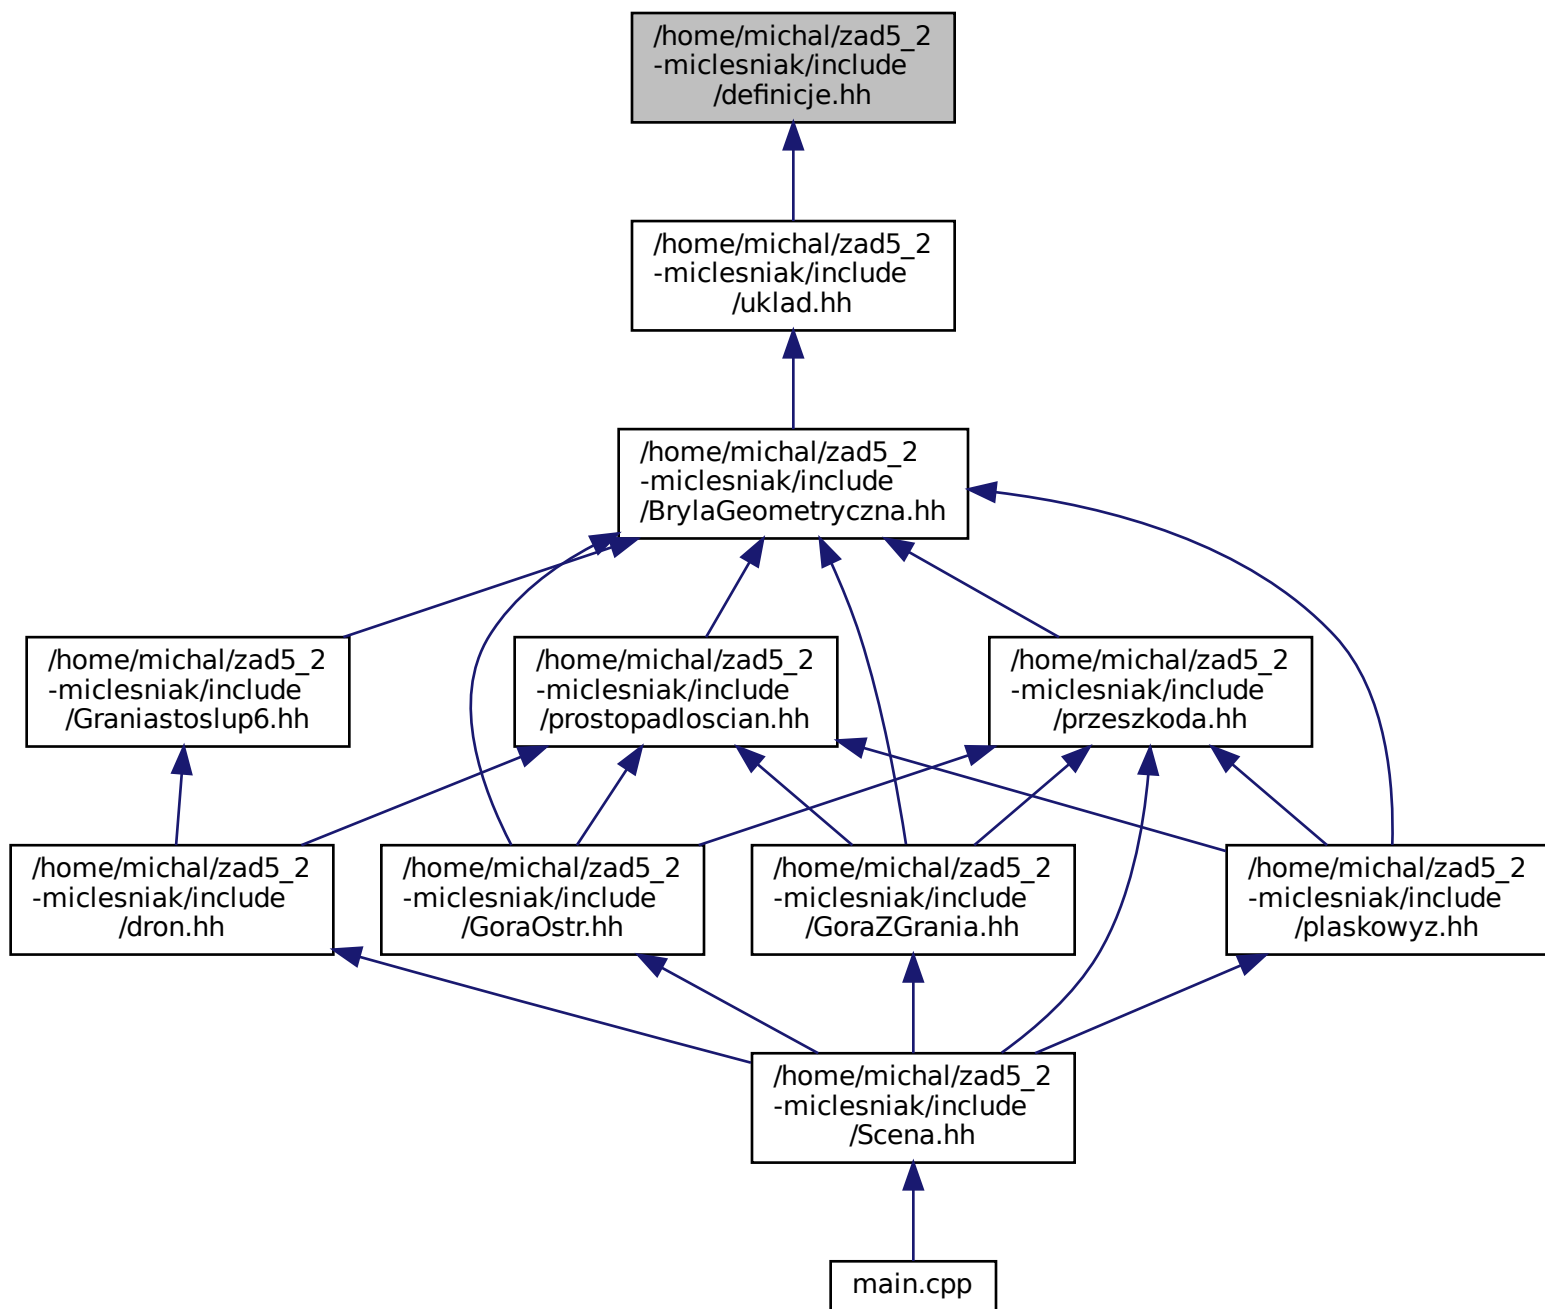 /home/michal/zad5_2
-miclesniak/include
/definicje.hh
/home/michal/zad5_2
-miclesniak/include
/uklad.hh
/home/michal/zad5_2
-miclesniak/include
/BrylaGeometryczna.hh
/home/michal/zad5_2
-miclesniak/include
/Graniastoslup6.hh
/home/michal/zad5_2
-miclesniak/include
/prostopadloscian.hh
/home/michal/zad5_2
-miclesniak/include
/przeszkoda.hh
/home/michal/zad5_2
-miclesniak/include
/dron.hh
/home/michal/zad5_2
-miclesniak/include
/GoraOstr.hh
/home/michal/zad5_2
-miclesniak/include
/GoraZGrania.hh
/home/michal/zad5_2
-miclesniak/include
/plaskowyz.hh
/home/michal/zad5_2
-miclesniak/include
/Scena.hh
main.cpp